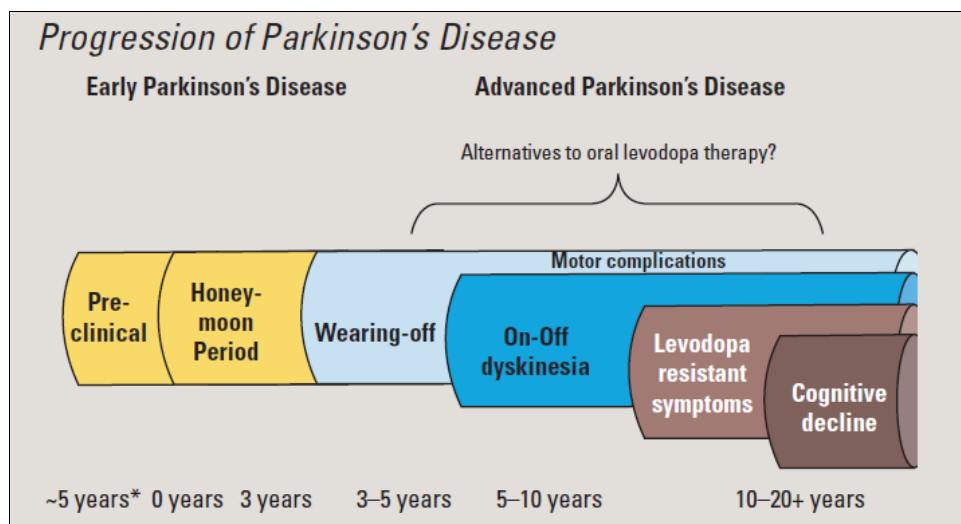 Progression of Parkinson's Disease
Early Parkinson's Disease
Advanced Parkinson's Disease
Alternatives to oral levodopa therapy?
Motor complications
Pre-
clinical
Honey-
moon
Period
Wearing-off
On-Off
dyskinesia
Levodopa
resistant
symptoms
Cognitive
decline
~5 years* 0 years 3 years 3–5 years 5–10 years 10–20+ years